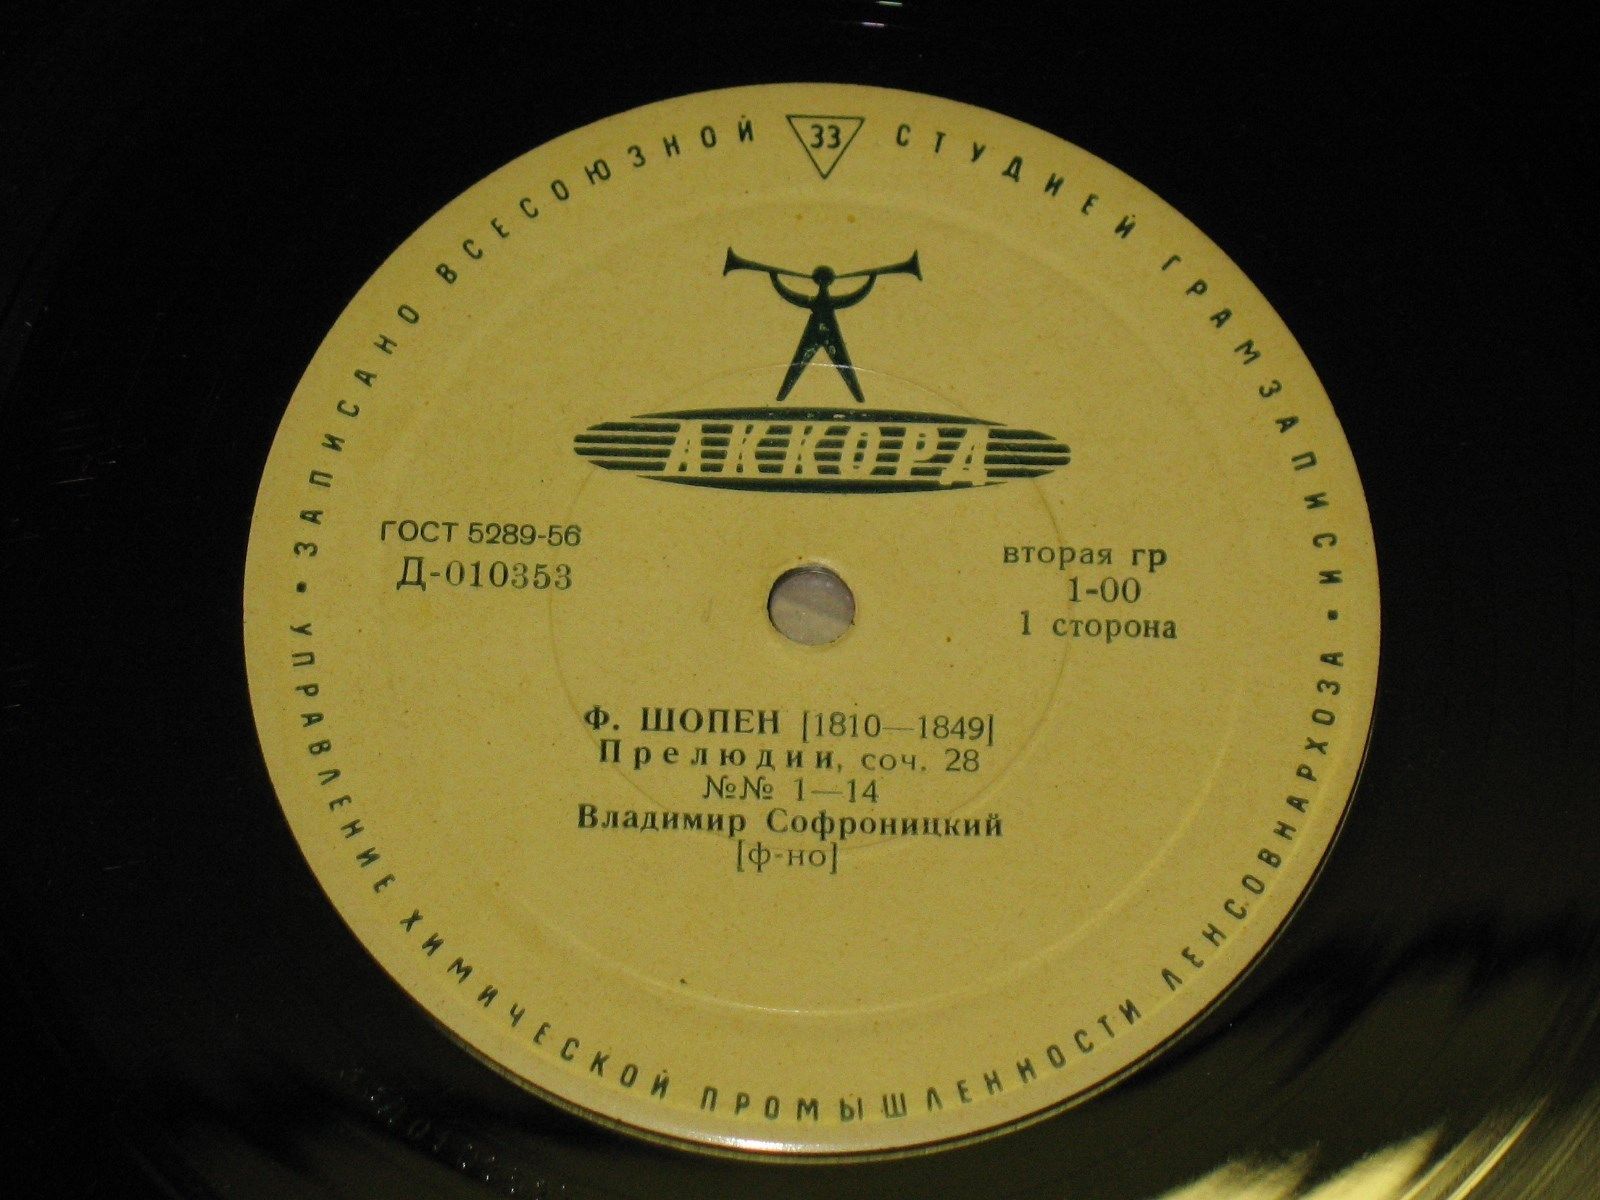 ЗАПИСАНО ВСЕСОЮЗНОЙ 33 СТУДИЕЙ ГРАМЗАПИСИ
АККОРД
ГОСТ 5289-56
Д-010353
вторая гр
1-00
1 сторона
Ф. ШОПЕН [1810—1849]
Прелюдии, соч. 28
№№ 1—14
Владимир Софроницкий
[ф-но]
• УПРАВЛЕНИЕ ХИМИЧЕСКОЙ ПРОМЫШЛЕННОСТИ ЛЕНСОВНАРХОЗА •